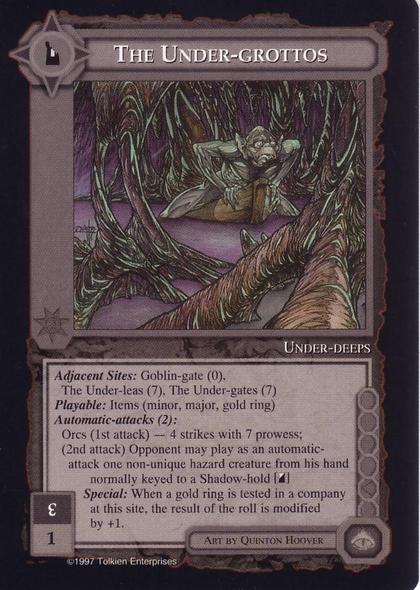 THE UNDER-GROTTOS
UNDER-DEEPS
Adjacent Sites: Goblin-gate (0),
The Under-leas (7), The Under-gates (7)
Playable: Items (minor, major, gold ring)
Automatic-attacks (2):
Orcs (1st attack) — 4 strikes with 7 prowess;
(2nd attack) Opponent may play as an automatic-
attack one non-unique hazard creature from his hand
normally keyed to a Shadow-hold []
Special: When a gold ring is tested in a company
at this site, the result of the roll is modified
by +1.
ε
1
ART BY QUINTON HOOVER
©1997 Tolkien Enterprises